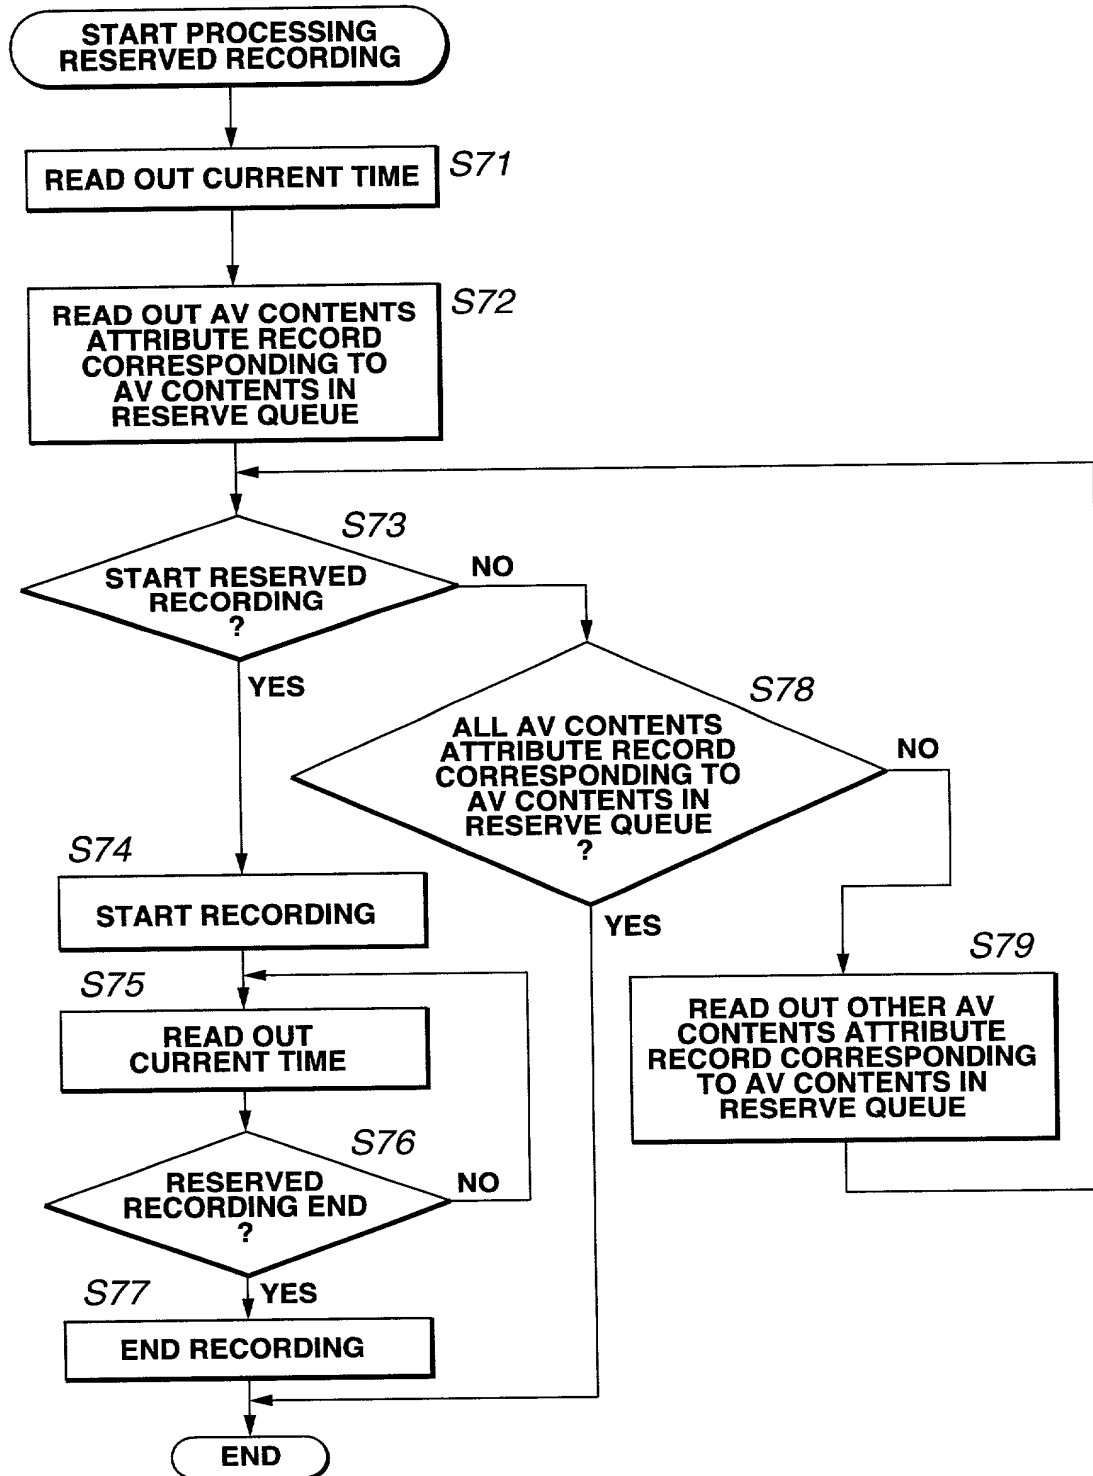 START PROCESSING
RESERVED RECORDING
READ OUT CURRENT TIME
S71
READ OUT AV CONTENTS
ATTRIBUTE RECORD
CORRESPONDING TO
AV CONTENTS IN
RESERVE QUEUE
S72
S73
START RESERVED
RECORDING
?
NO
YES
S78
ALL AV CONTENTS
ATTRIBUTE RECORD
CORRESPONDING TO
AV CONTENTS IN
RESERVE QUEUE
?
NO
YES
S74
START RECORDING
S75
READ OUT
CURRENT TIME
S76
RESERVED
RECORDING END
?
NO
YES
S77
END RECORDING
S79
READ OUT OTHER AV
CONTENTS ATTRIBUTE
RECORD CORRESPONDING
TO AV CONTENTS IN
RESERVE QUEUE
END